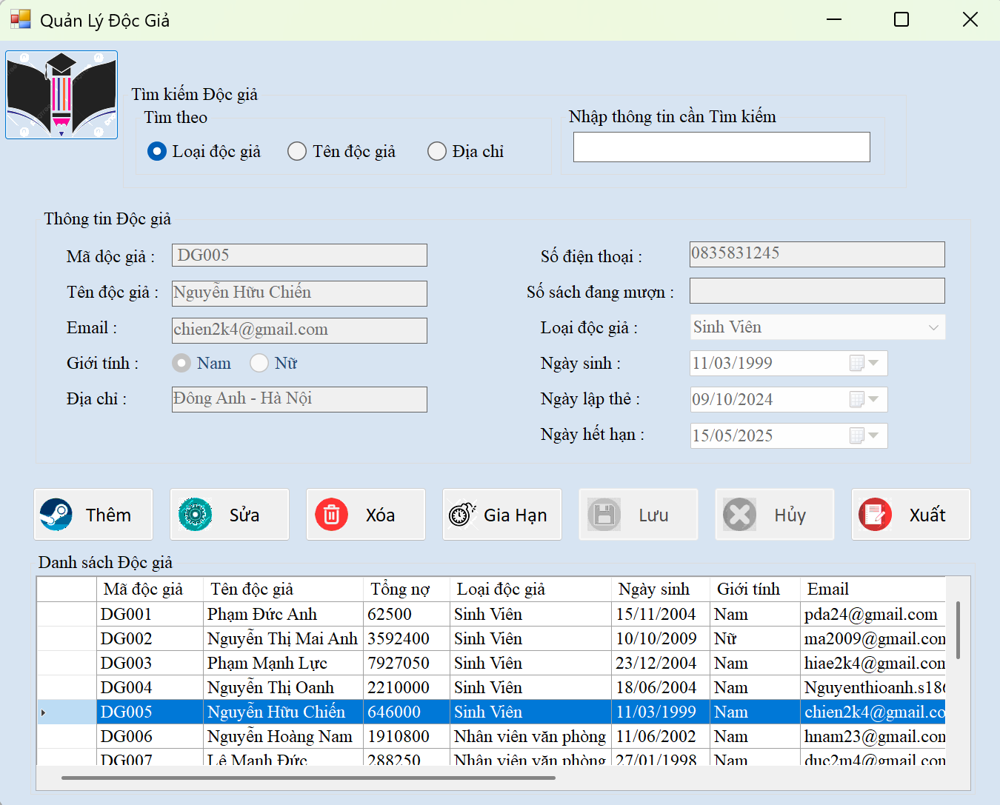 Quản Lý Độc Giả
Tìm kiếm Độc giả
Tìm theo
Nhập thông tin cần Tìm kiếm
Loại độc giả Tên độc giả Địa chỉ
Thông tin Độc giả
Mã dộc giả : DG005
Số điện thoại : 0835831245
Tên độc giả : Nguyễn Hữu Chiến
Số sách đang mượn :
Email : chien2k4@gmail.com
Loại độc giả : Sinh Viên
Giới tính : Nam Nữ
Ngày sinh : 11/03/1999
Địa chỉ : Đông Anh - Hà Nội
Ngày lập thẻ : 09/10/2024
Ngày hết hạn : 15/05/2025
Thêm Sửa Xóa Gia Hạn Lưu Hủy Xuất
Danh sách Độc giả
Mã độc giả Tên độc giả Tổng nợ Loại độc giả Ngày sinh Giới tính Email
DG001 Phạm Đức Anh 62500 Sinh Viên 15/11/2004 Nam pda24@gmail.com
DG002 Nguyễn Thị Mai Anh 3592400 Sinh Viên 10/10/2009 Nữ ma2009@gmail.com
DG003 Phạm Mạnh Lực 7927050 Sinh Viên 23/12/2004 Nam hiae2k4@gmail.com
DG004 Nguyễn Thị Oanh 2210000 Sinh Viên 18/06/2004 Nam Nguyenthioanh.s186
DG005 Nguyễn Hữu Chiến 646000 Sinh Viên 11/03/1999 Nam chien2k4@gmail.co
DG006 Nguyễn Hoàng Nam 1910800 Nhân viên văn phòng 11/06/2002 Nam hnam23@gmail.com
DG007 Lê Mạnh Đức 288250 Nhân viên văn phòng 27/01/1998 Nam duc2m4@gmail.com